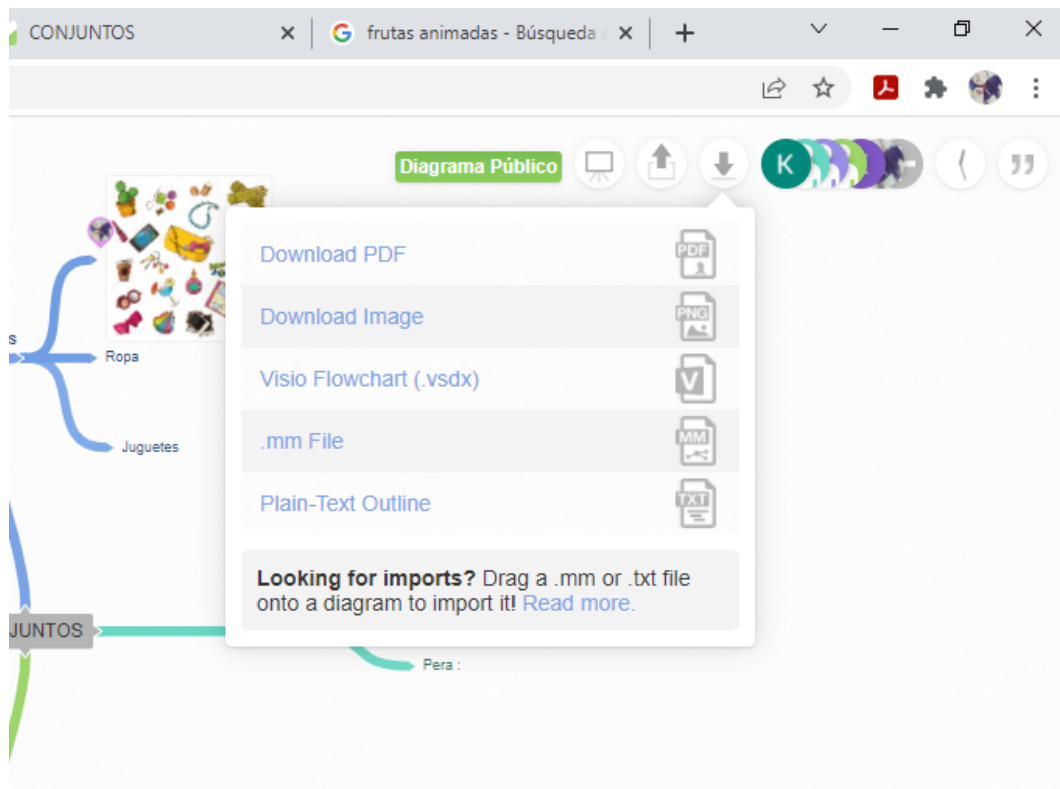 CONJUNTOS
frutas animadas - Búsqueda
Diagrama Público
K
Download PDF
PDF
Download Image
PNG
Visio Flowchart (.vsdx)
V
.mm File
MM
Plain-Text Outline
TXT
Looking for imports? Drag a .mm or .txt file
onto a diagram to import it! Read more.
s
Ropa
Juguetes
JUNTOS
Pera :